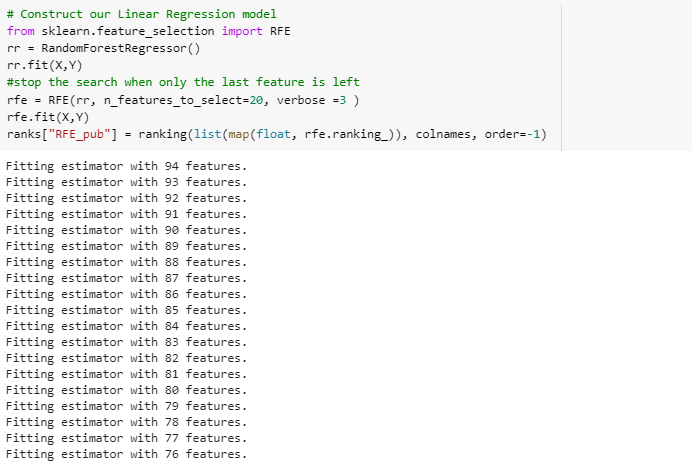 # Construct our Linear Regression model
from sklearn.feature_selection import RFE
rr = RandomForestRegressor()
rr.fit(X,Y)
#stop the search when only the last feature is left
rfe = RFE(rr, n_features_to_select=20, verbose =3 )
rfe.fit(X,Y)
ranks["RFE_pub"] = ranking(list(map(float, rfe.ranking_)), colnames, order=-1)
Fitting estimator with 94 features.
Fitting estimator with 93 features.
Fitting estimator with 92 features.
Fitting estimator with 91 features.
Fitting estimator with 90 features.
Fitting estimator with 89 features.
Fitting estimator with 88 features.
Fitting estimator with 87 features.
Fitting estimator with 86 features.
Fitting estimator with 85 features.
Fitting estimator with 84 features.
Fitting estimator with 83 features.
Fitting estimator with 82 features.
Fitting estimator with 81 features.
Fitting estimator with 80 features.
Fitting estimator with 79 features.
Fitting estimator with 78 features.
Fitting estimator with 77 features.
Fitting estimator with 76 features.